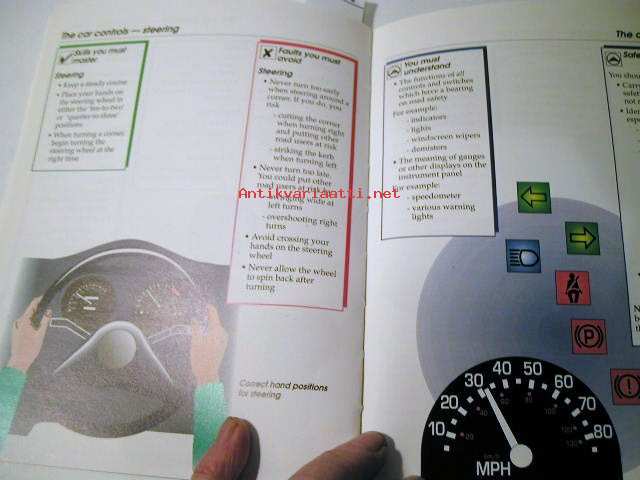 The car controls — steering
Skills you must
master
Steering
• Keep a steady course
• Place your hands on
the steering wheel in
either the 'ten-to-two'
or 'quarter-to-three'
positions
• When turning a corner,
begin turning the
steering wheel at the
right time
Faults you must
avoid
Steering
• Never turn too early
when steering around a
corner. If you do, you
risk
- cutting the corner
when turning right
and putting other
road users at risk
- striking the kerb
when turning left
• Never turn too late.
You could put other
road users at risk by
- swinging wide at
left turns
- overshooting right
turns
• Avoid crossing your
hands on the steering
wheel
• Never allow the wheel
to spin back after
turning
Correct hand positions
for steering
You must
understand
• The functions of all
controls and switches
which have a bearing
on road safety
For example:
- indicators
- lights
- windscreen wipers
- demisters
• The meaning of gauges
or other displays on the
instrument panel
For example:
- speedometer
- various warning
lights
Antikvariaatti.net
P
10 20 30 40 50 60 70 80
MPH
The
You